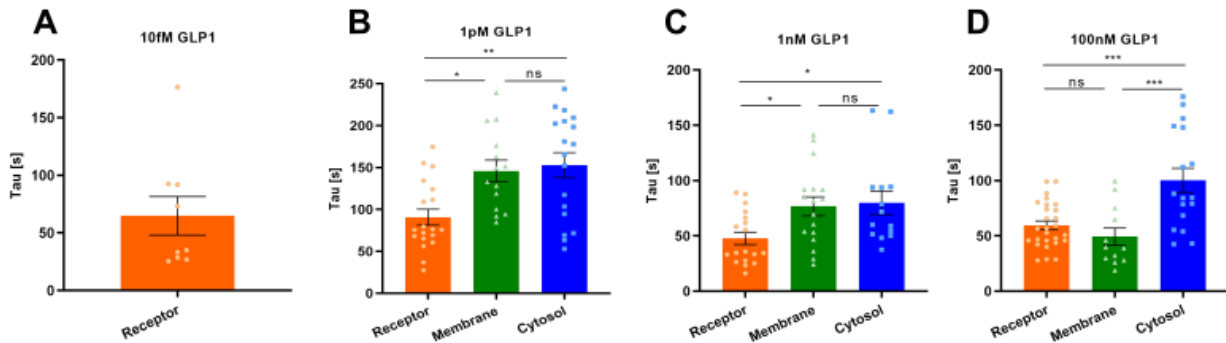 A
10fM GLP1
Tau [s]
200
150
100
50
0
Receptor
B
1pM GLP1
**
*
ns
Tau [s]
250
200
150
100
50
0
Receptor
Membrane
Cytosol
C
1nM GLP1
*
*
ns
Tau [s]
200
150
100
50
0
Receptor
Membrane
Cytosol
D
100nM GLP1
***
ns
***
Tau [s]
200
150
100
50
0
Receptor
Membrane
Cytosol